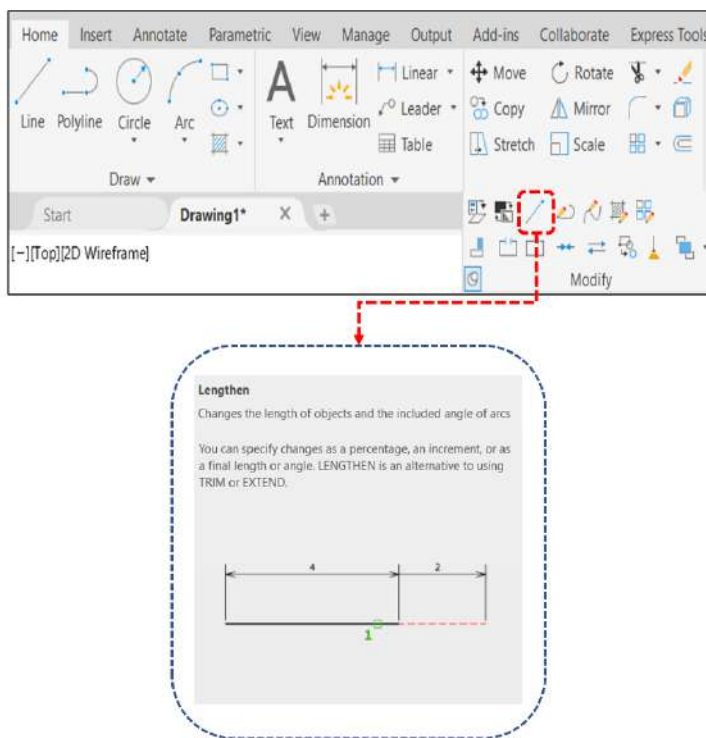 Home Insert Annotate Parametric View Manage Output Add-ins Collaborate Express Tools
Linear Move Rotate
Leader Copy Mirror
Line Polyline Circle Arc Text Dimension
Table Stretch Scale
Draw Annotation
Start Drawing1* X +
[−][Top][2D Wireframe]
Modify
Lengthen
Changes the length of objects and the included angle of arcs
You can specify changes as a percentage, an increment, or as
a final length or angle. LENGTHEN is an alternative to using
TRIM or EXTEND.
4 2
1